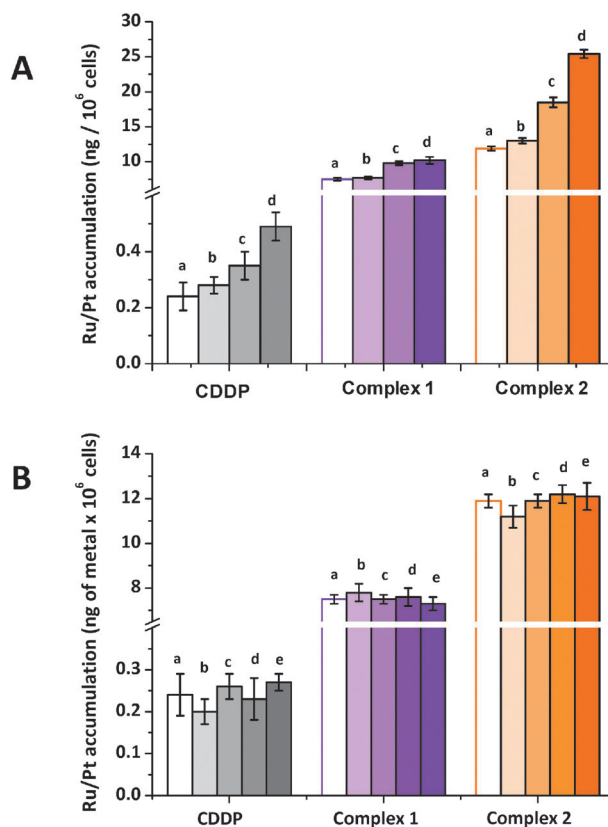 A
Ru/Pt accumulation (ng / 10⁶ cells)
30
25
20
15
10
0.4
0.2
0.0
a b c d
a b c d
a b c d
CDDP Complex 1 Complex 2
B
Ru/Pt accumulation (ng of metal x 10⁶ cells)
14
12
10
8
0.3
0.2
0.1
0.0
a b c d e
a b c d e
a b c d e
CDDP Complex 1 Complex 2